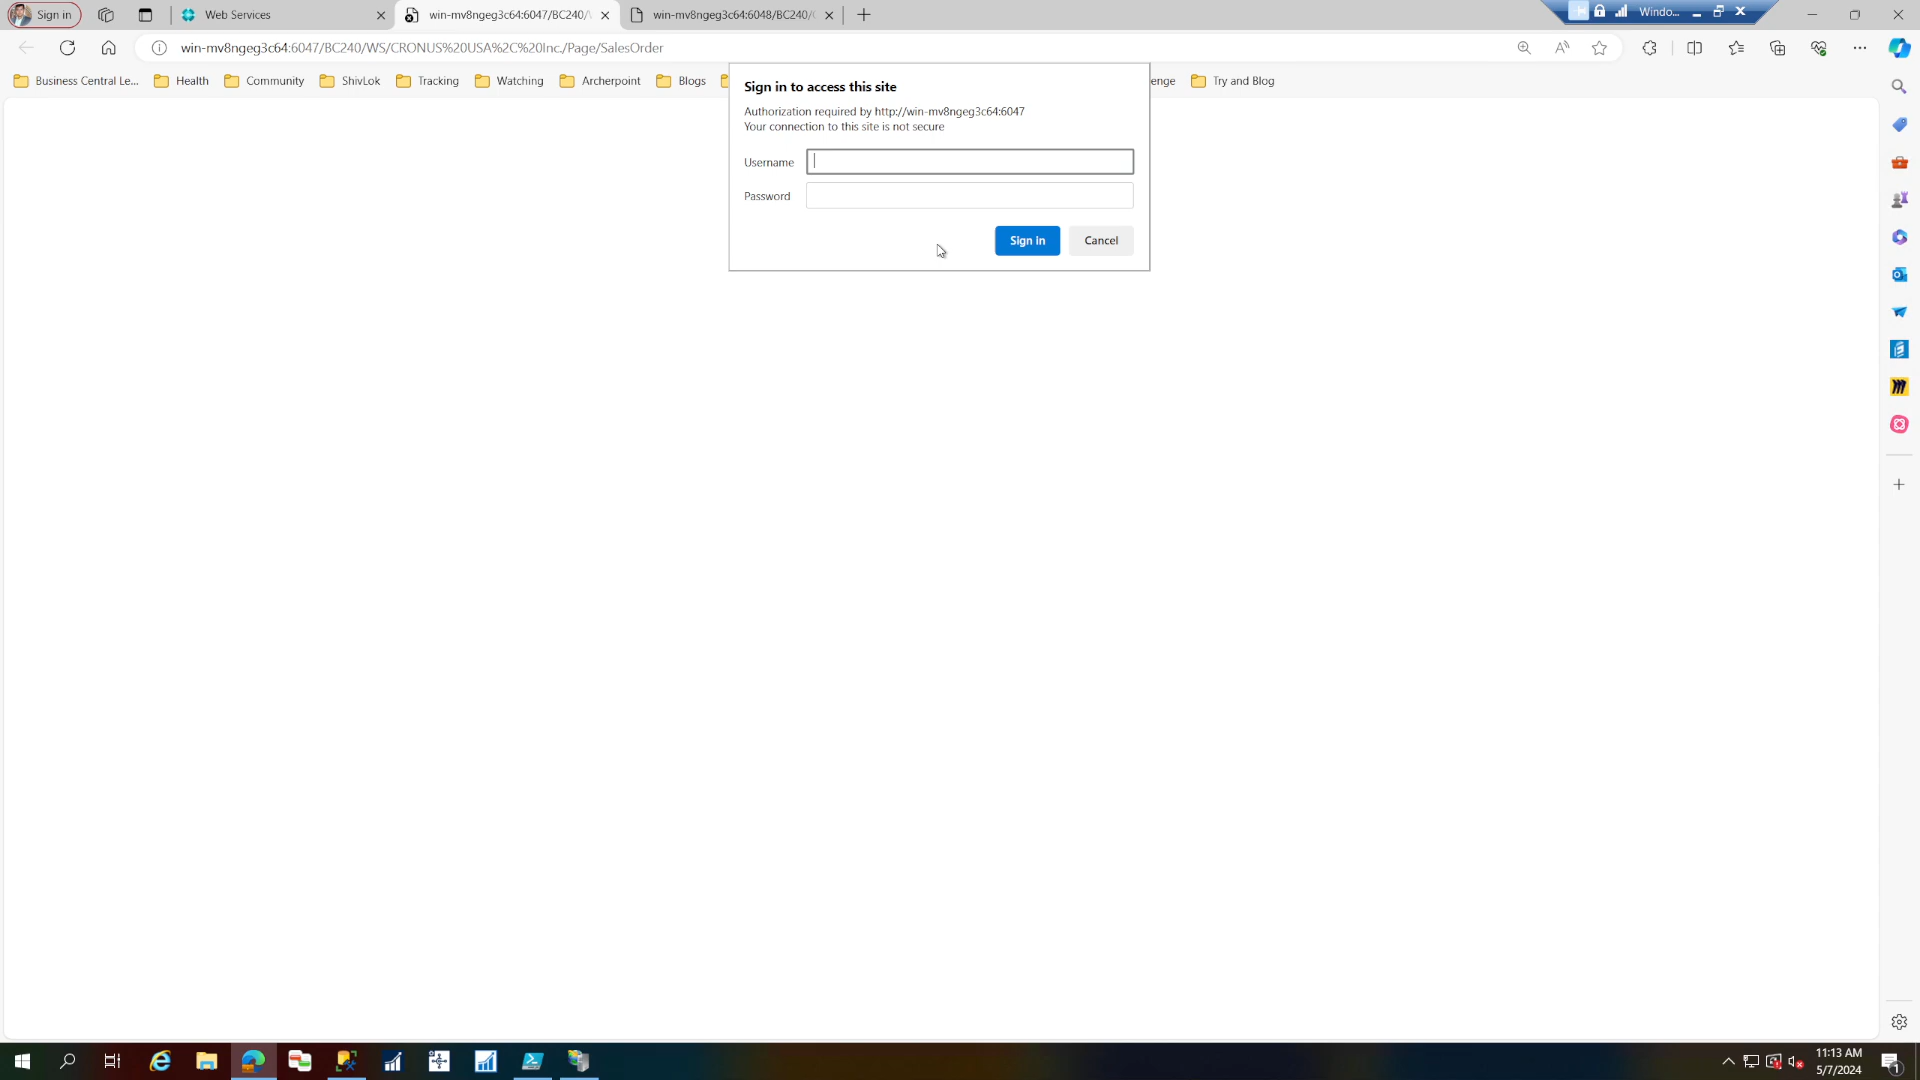 Sign in
Web Services
win-mv8ngeg3c64:6047/BC240/
win-mv8ngeg3c64:6048/BC240/
Windo...
win-mv8ngeg3c64:6047/BC240/WS/CRONUS%20USA%2C%20Inc./Page/SalesOrder
Business Central Le...
Health
Community
ShivLok
Tracking
Watching
Archerpoint
Blogs
enge
Try and Blog
Sign in to access this site
Authorization required by http://win-mv8ngeg3c64:6047
Your connection to this site is not secure
Username
Password
Sign in
Cancel
11:13 AM
5/7/2024
1